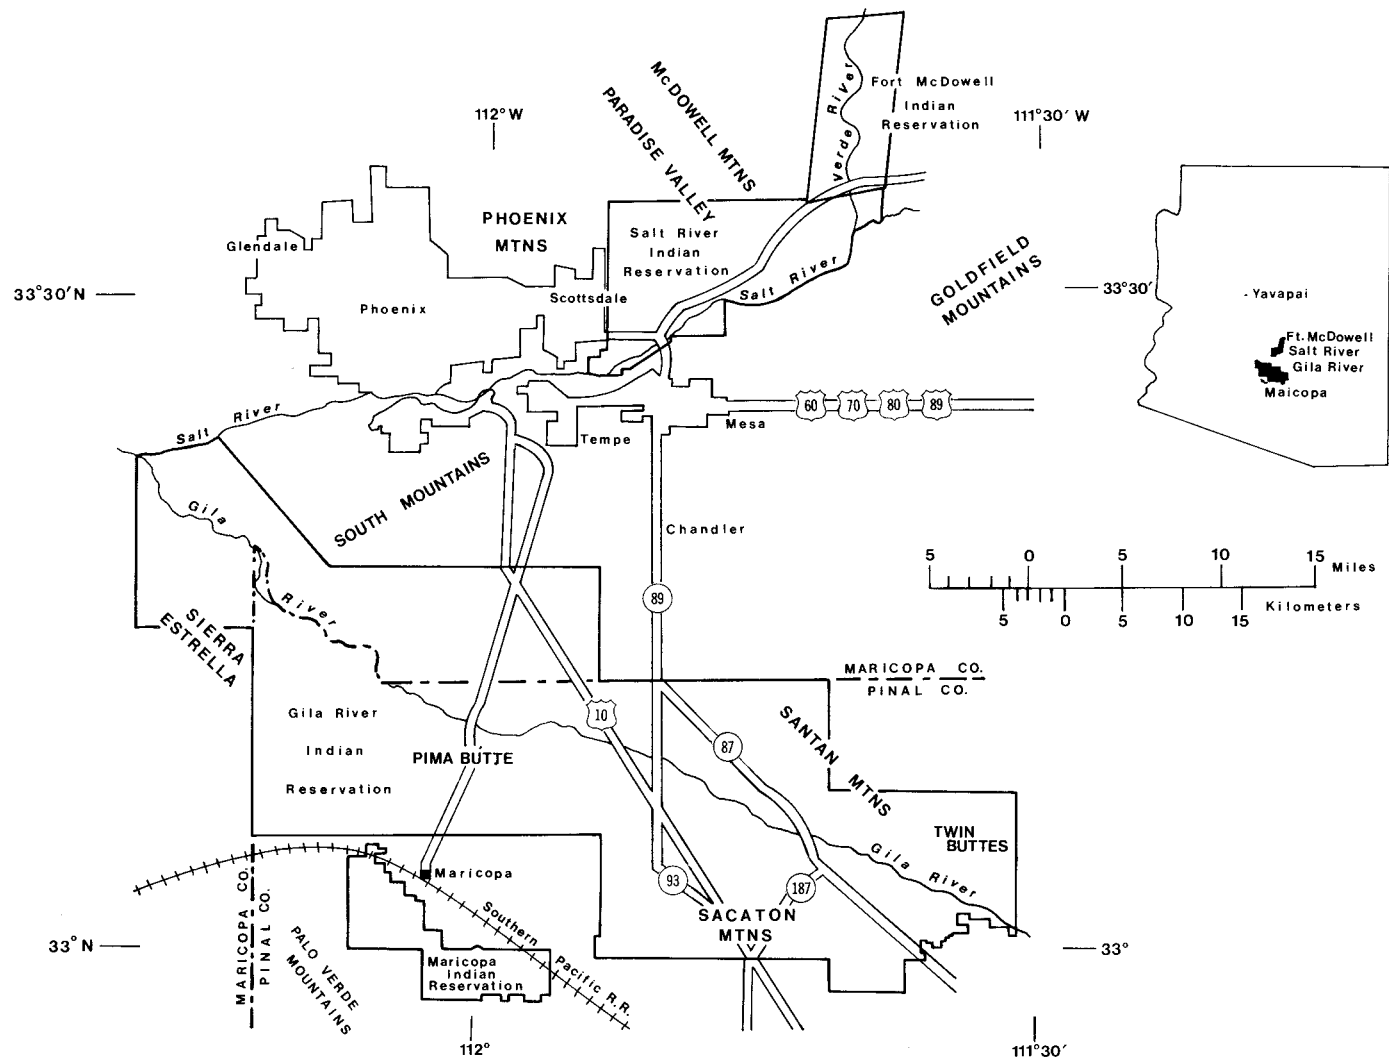 McDOWELL MTNS
PARADISE VALLEY
Verde River
Fort McDowell
Indian
Reservation
112° W
111°30' W
PHOENIX
MTNS
Glendale
Salt River
Indian
Reservation
33°30' N
Phoenix
Scottsdale
Salt River
GOLDFIELD
MOUNTAINS
33°30'
- Yavapai
Ft. McDowell
Salt River
Gila River
Maicopa
Salt River
60 70 80 89
Mesa
Tempe
SOUTH MOUNTAINS
Gila River
Chandler
5 0 5 10 15
Miles
Kilometers
5 0 5 10 15
89
SIERRA
ESTRELLA
MARICOPA CO.
PINAL CO.
Gila River
Indian
Reservation
10
87
SANTAN MTNS
PIMA BUTTE
TWIN
BUTTES
Gila River
Maricopa
93
187
SACATON
MTNS
MARICOPA CO.
PINAL CO.
Southern Pacific R.R.
33° N
33°
PALO VERDE
MOUNTAINS
Maricopa
Indian
Reservation
112°
111°30'